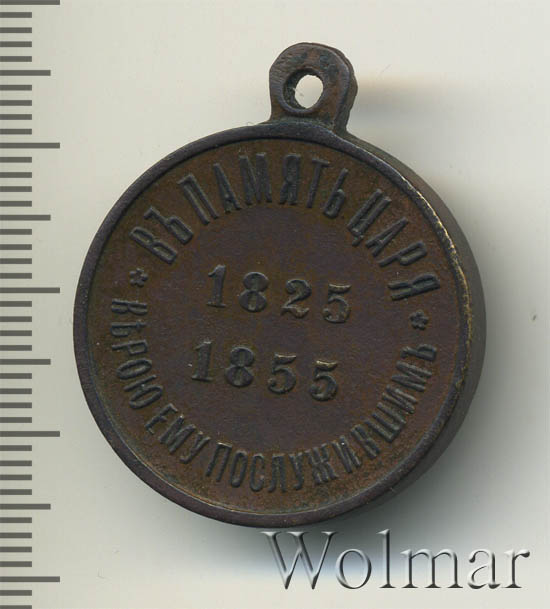 ВЪ ПАМЯТЬ ЦАРЯ
1825
1855
* ВѢРОЮ ЕМУ ПОСЛУЖИВШИМЪ *
Wolmar